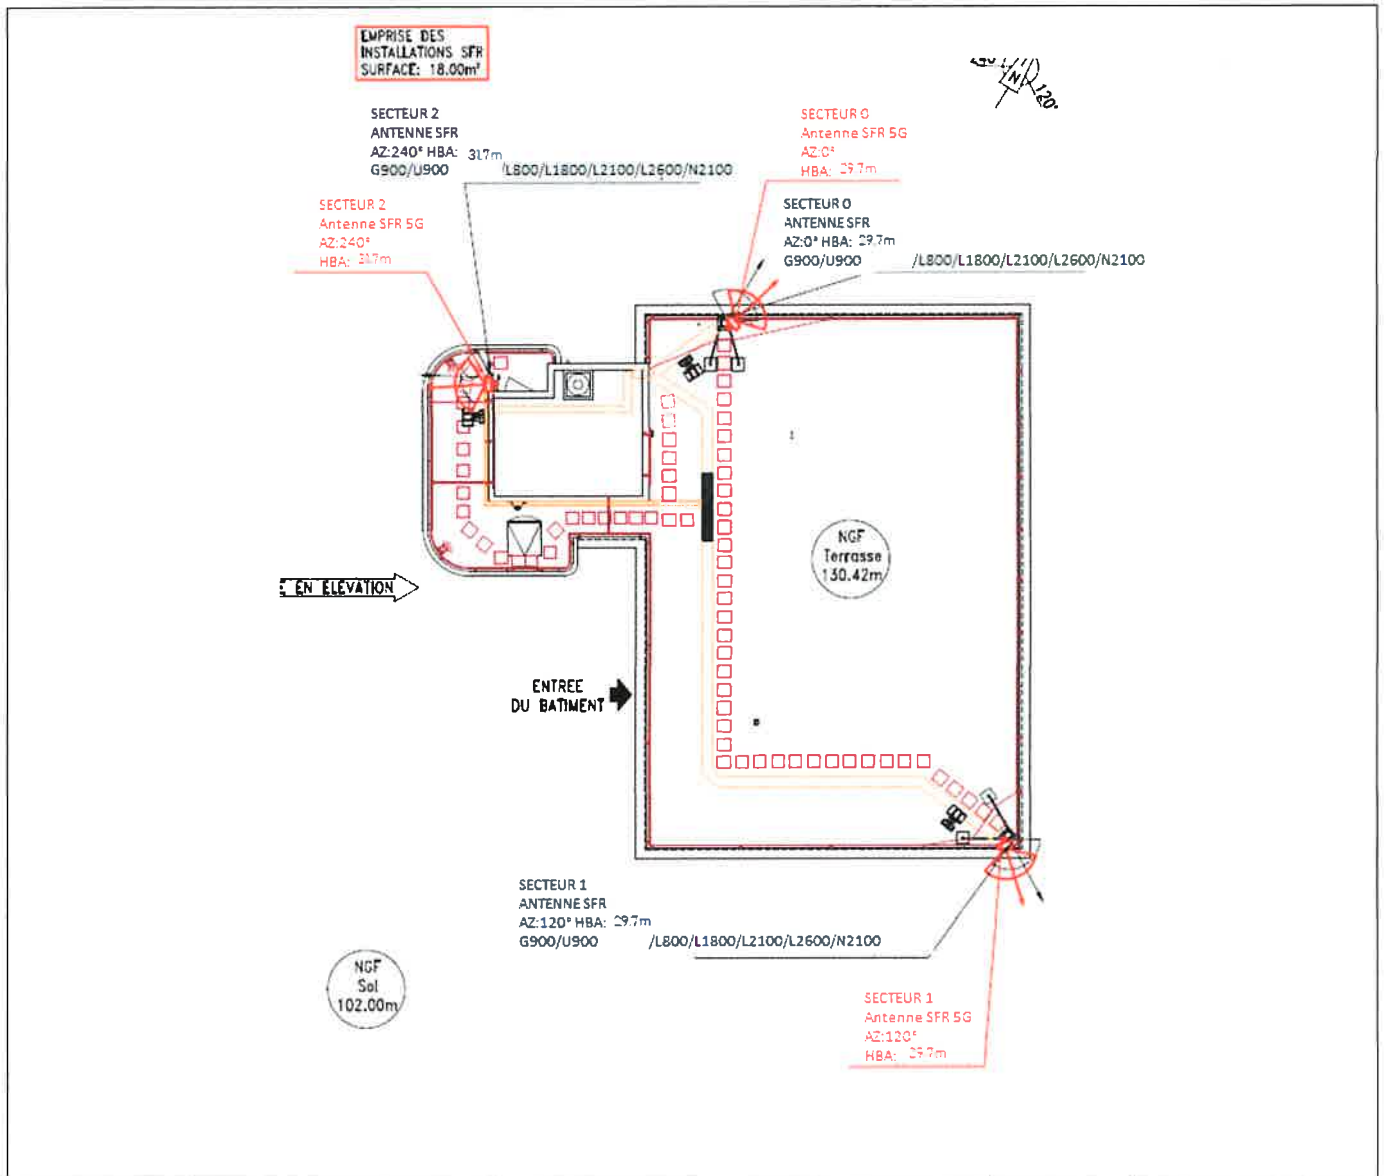 EMPRISE DES
INSTALLATIONS SFR
SURFACE: 18.00m²
N
120°
SECTEUR 2
ANTENNE SFR
AZ:240° HBA: 31.7m
G900/U900 /L800/L1800/L2100/L2600/N2100
SECTEUR 0
Antenne SFR 5G
AZ:0°
HBA: 29.7m
SECTEUR 2
Antenne SFR 5G
AZ:240°
HBA: 31.7m
SECTEUR 0
ANTENNE SFR
AZ:0° HBA: 29.7m
G900/U900 /L800/L1800/L2100/L2600/N2100
NGF
Terrasse
130.42m
EN ELEVATION
ENTREE
DU BATIMENT
SECTEUR 1
ANTENNE SFR
AZ:120° HBA: 29.7m
G900/U900 /L800/L1800/L2100/L2600/N2100
NGF
Sol
102.00m
SECTEUR 1
Antenne SFR 5G
AZ:120°
HBA: 29.7m